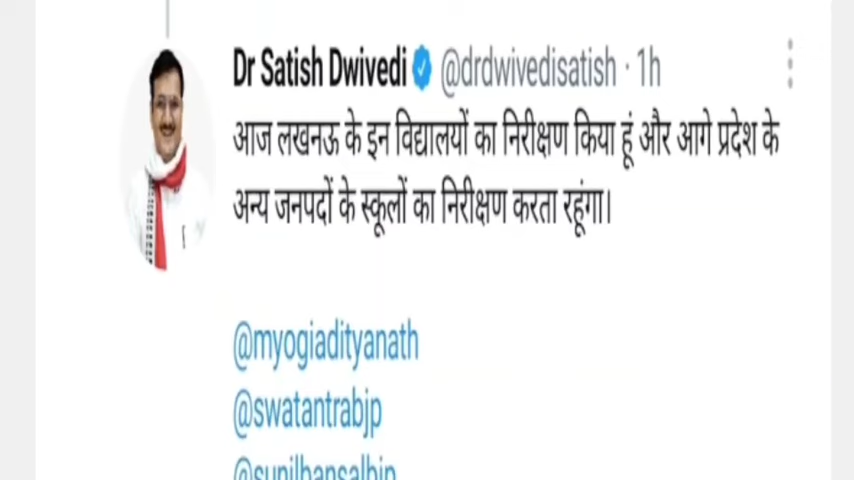 Dr Satish Dwivedi @drdwivedisatish · 1h
आज लखनऊ के इन विद्यालयों का निरीक्षण किया हूं और आगे प्रदेश के
अन्य जनपदों के स्कूलों का निरीक्षण करता रहूंगा।
@myogiadityanath
@swatantrabjp
@sunilbansalbjp